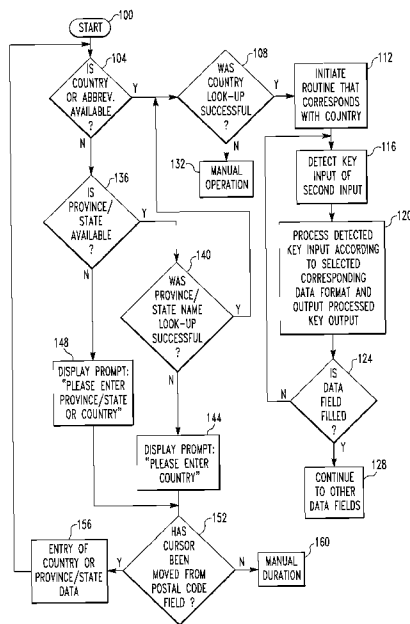 START
100
IS
COUNTRY
OR ABBREV.
AVAILABLE
?
104
Y
N
WAS
COUNTRY
LOOK-UP
SUCCESSFUL
?
108
Y
N
INITIATE
ROUTINE THAT
CORRESPONDS
WITH COUNTRY
112
MANUAL
OPERATION
132
DETECT KEY
INPUT OF
SECOND INPUT
116
IS
PROVINCE/
STATE
AVAILABLE
?
136
Y
N
PROCESS DETECTED
KEY INPUT ACCORDING
TO SELECTED
CORRESPONDING
DATA FORMAT AND
OUTPUT PROCESSED
KEY OUTPUT
120
WAS
PROVINCE/
STATE NAME
LOOK-UP
SUCCESSFUL
?
140
Y
N
IS
DATA
FIELD
FILLED
?
124
N
Y
DISPLAY PROMPT:
"PLEASE ENTER
PROVINCE/STATE
OR COUNTRY"
148
DISPLAY PROMPT:
"PLEASE ENTER
COUNTRY"
144
CONTINUE
TO OTHER
DATA FIELDS
128
HAS
CURSOR
BEEN
MOVED FROM
POSTAL CODE
FIELD ?
152
Y
N
ENTRY OF
COUNTRY OR
PROVINCE/STATE
DATA
156
MANUAL
DURATION
160